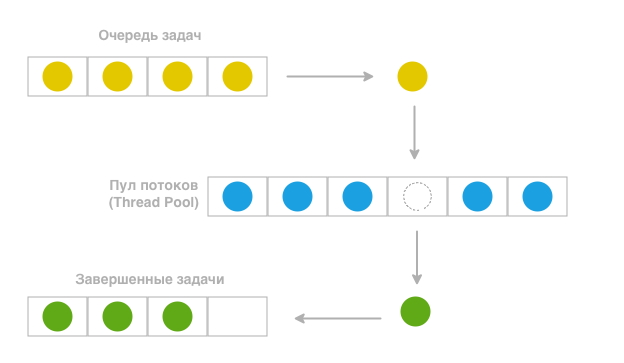 Очередь задач
Пул потоков
(Thread Pool)
Завершенные задачи